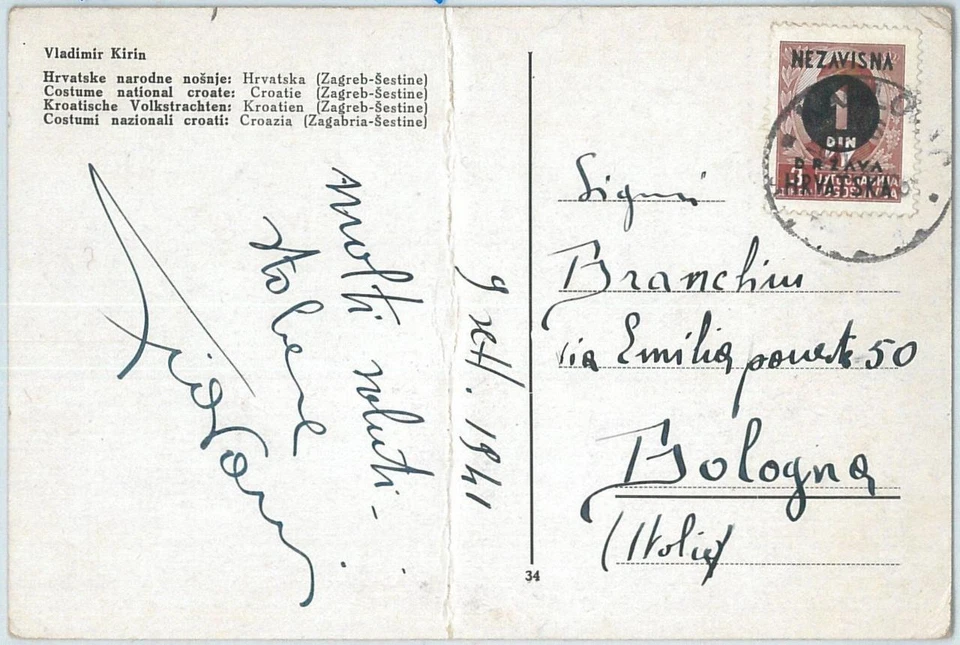 Vladimir Kirin
Hrvatske narodne nošnje: Hrvatska (Zagreb-Šestine)
Costume national croate: Croatie (Zagreb-Šestine)
Kroatische Volkstrachten: Kroatien (Zagreb-Šestine)
Costumi nazionali croati: Croazia (Zagabria-Šestine)
9 sett. 1941
molti saluti -
sto bene
34
NEZAVISNA
1
DIN
DRŽAVA
HRVATSKA
Branchini
via Emilia ponente 50
Bologna
(Italia)